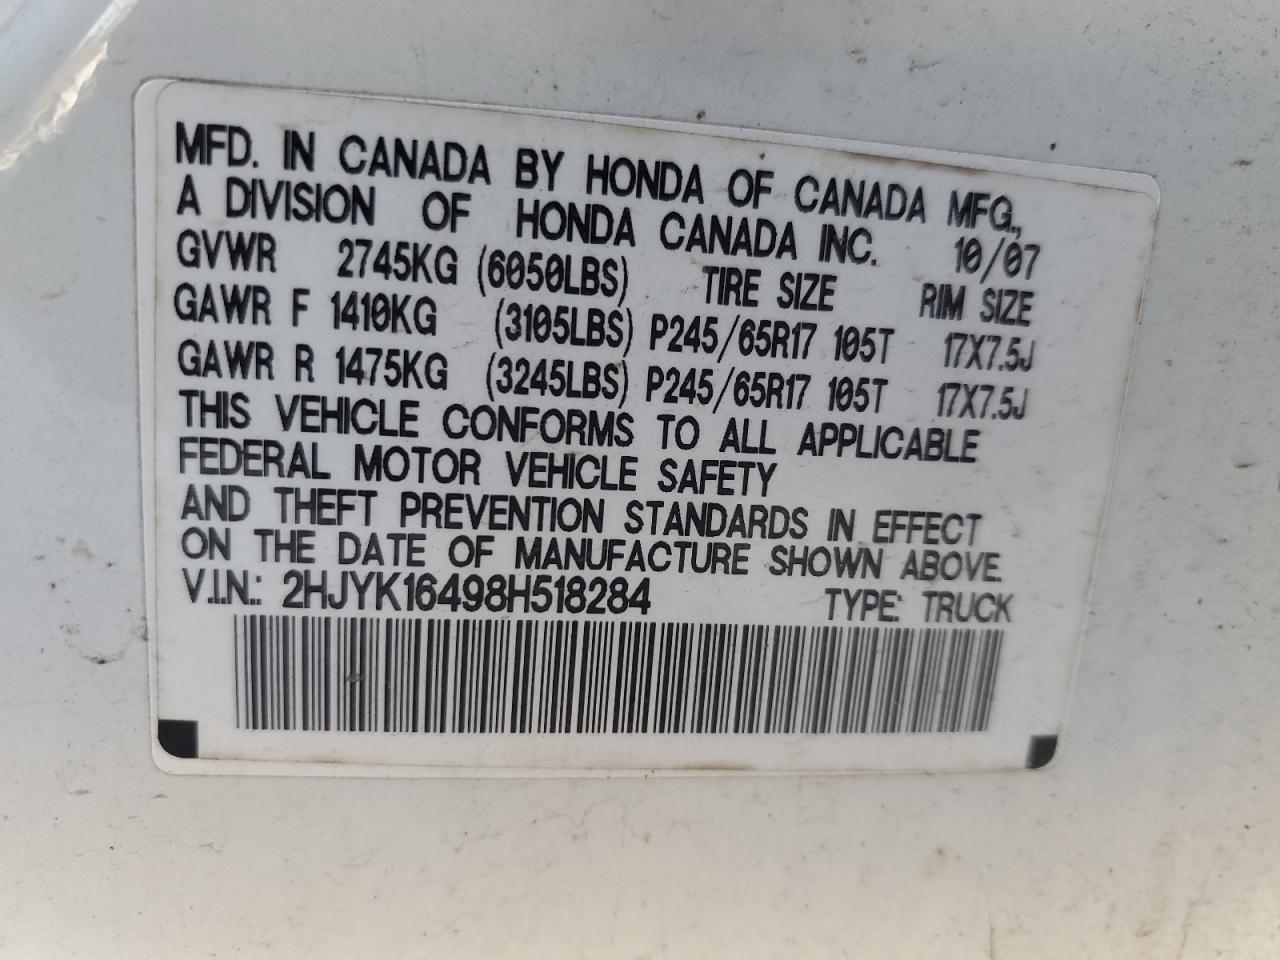 MFD. IN CANADA BY HONDA OF CANADA MFG.,
A DIVISION OF HONDA CANADA INC. 10/07
GVWR 2745KG (6050LBS) TIRE SIZE RIM SIZE
GAWR F 1410KG (3105LBS) P245/65R17 105T 17X7.5J
GAWR R 1475KG (3245LBS) P245/65R17 105T 17X7.5J
THIS VEHICLE CONFORMS TO ALL APPLICABLE
FEDERAL MOTOR VEHICLE SAFETY
AND THEFT PREVENTION STANDARDS IN EFFECT
ON THE DATE OF MANUFACTURE SHOWN ABOVE.
V.I.N.: 2HJYK16498H518284 TYPE: TRUCK